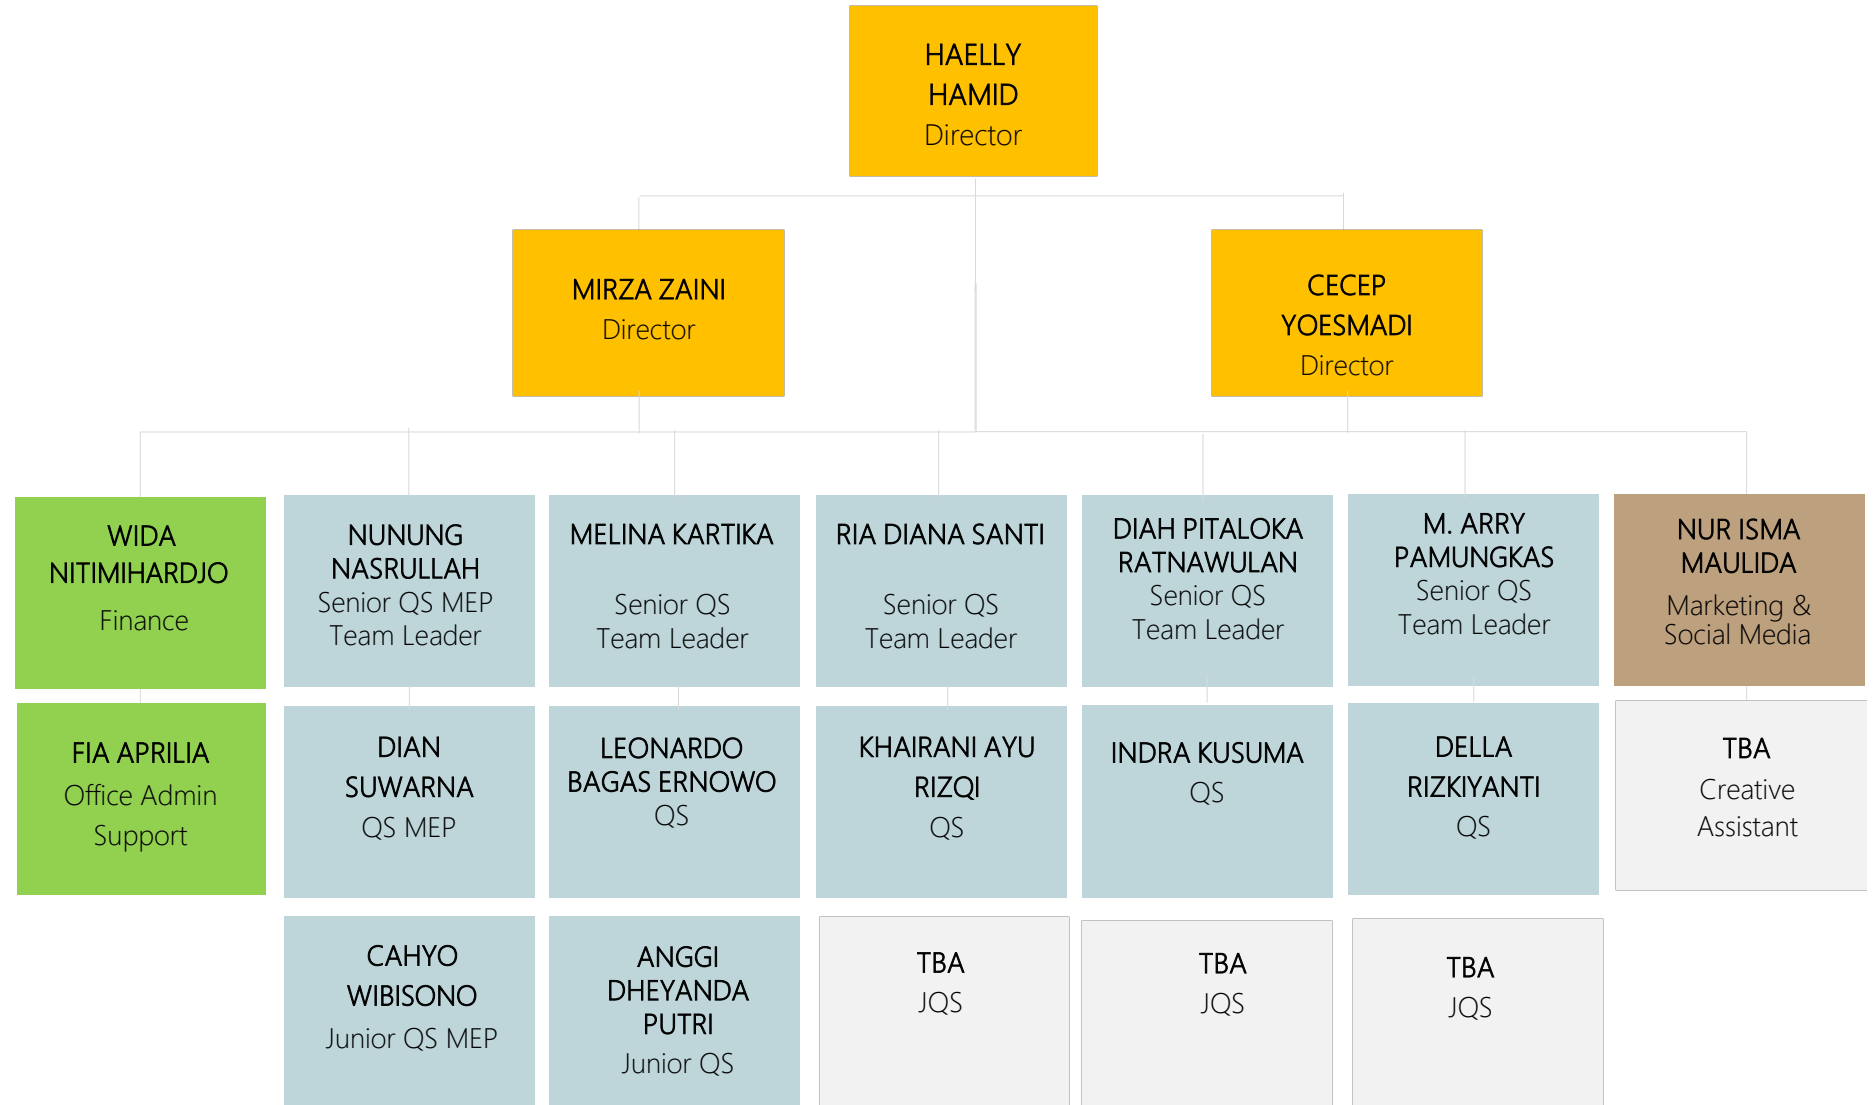 HAELLY
HAMID
Director
MIRZA ZAINI
Director
CECEP
YOESMADI
Director
WIDA
NITIMIHARDJO
Finance
NUNUNG
NASRULLAH
Senior QS MEP
Team Leader
MELINA KARTIKA
Senior QS
Team Leader
RIA DIANA SANTI
Senior QS
Team Leader
DIAH PITALOKA
RATNAWULAN
Senior QS
Team Leader
M. ARRY
PAMUNGKAS
Senior QS
Team Leader
NUR ISMA
MAULIDA
Marketing &
Social Media
FIA APRILIA
Office Admin
Support
DIAN
SUWARNA
QS MEP
LEONARDO
BAGAS ERNOWO
QS
KHAIRANI AYU
RIZQI
QS
INDRA KUSUMA
QS
DELLA
RIZKIYANTI
QS
TBA
Creative
Assistant
CAHYO
WIBISONO
Junior QS MEP
ANGGI
DHEYANDA
PUTRI
Junior QS
TBA
JQS
TBA
JQS
TBA
JQS